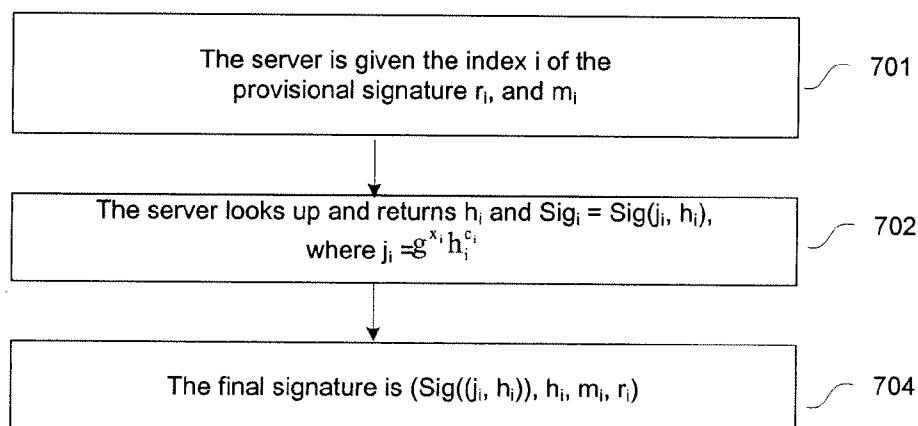 The server is given the index i of the
provisional signature rᵢ, and mᵢ
701
The server looks up and returns hᵢ and Sigᵢ = Sig(jᵢ, hᵢ),
where jᵢ =g^{xᵢ}hᵢ^{cᵢ}
702
The final signature is (Sig((jᵢ, hᵢ)), hᵢ, mᵢ, rᵢ)
704